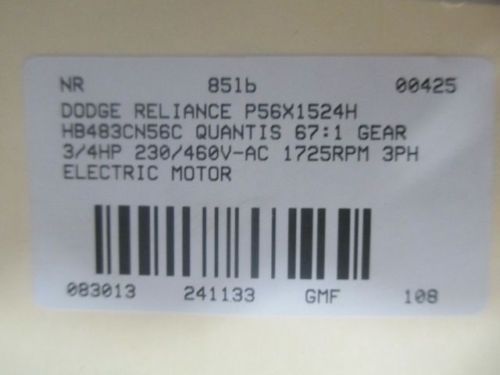 NR 851b 00425
DODGE RELIANCE P56X1524H
HB483CN56C QUANTIS 67:1 GEAR
3/4HP 230/460V-AC 1725RPM 3PH
ELECTRIC MOTOR
083013 241133 GMF 108